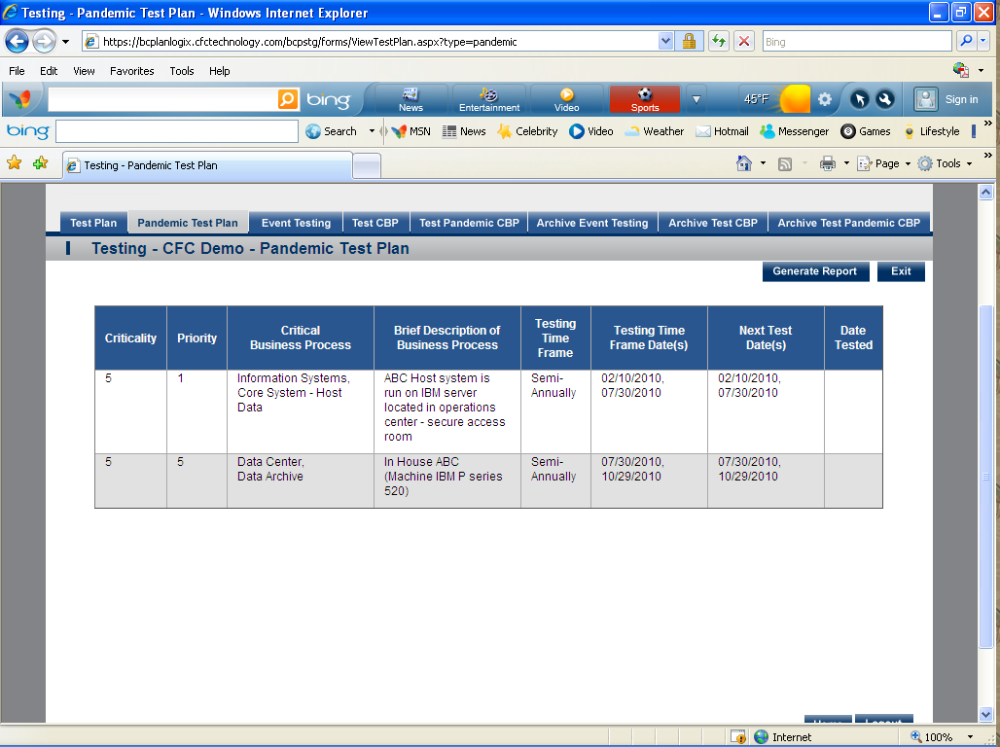 Testing - Pandemic Test Plan - Windows Internet Explorer
https://bcplanlogix.cfctechnology.com/bcpstg/forms/ViewTestPlan.aspx?type=pandemic
Bing
File Edit View Favorites Tools Help
bing News Entertainment Video Sports 45°F Sign in
bing Search MSN News Celebrity Video Weather Hotmail Messenger Games Lifestyle
Testing - Pandemic Test Plan
Page Tools
Test Plan Pandemic Test Plan Event Testing Test CBP Test Pandemic CBP Archive Event Testing Archive Test CBP Archive Test Pandemic CBP
Testing - CFC Demo - Pandemic Test Plan
Generate Report Exit
Criticality
Priority
Critical
Business Process
Brief Description of
Business Process
Testing
Time
Frame
Testing Time
Frame Date(s)
Next Test
Date(s)
Date
Tested
5
1
Information Systems,
Core System - Host
Data
ABC Host system is
run on IBM server
located in operations
center - secure access
room
Semi-
Annually
02/10/2010,
07/30/2010
02/10/2010,
07/30/2010
5
5
Data Center,
Data Archive
In House ABC
(Machine IBM P series
520)
Semi-
Annually
07/30/2010,
10/29/2010
07/30/2010,
10/29/2010
Internet 100%